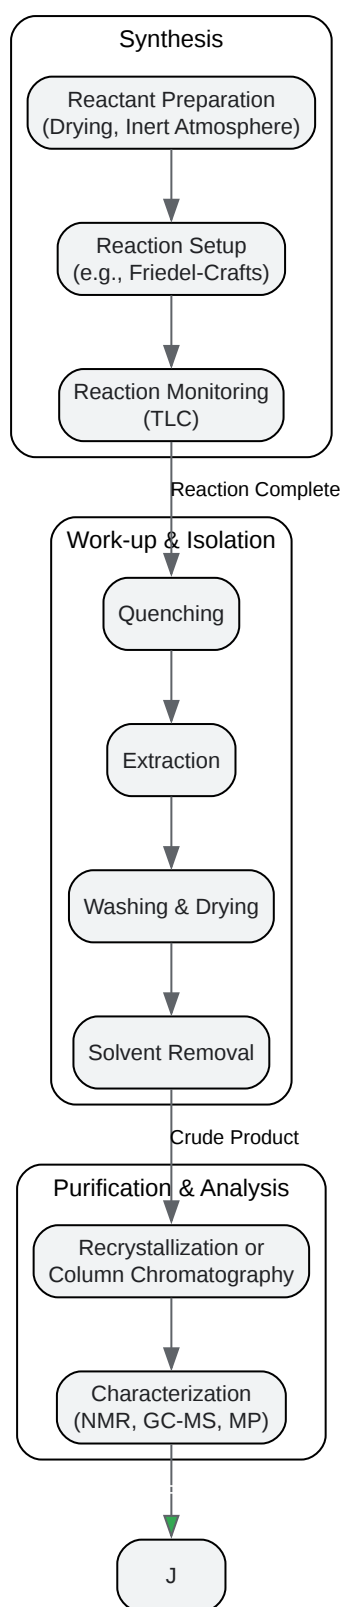 Synthesis
Reactant Preparation
(Drying, Inert Atmosphere)
Reaction Setup
(e.g., Friedel-Crafts)
Reaction Monitoring
(TLC)
Reaction Complete
Work-up & Isolation
Quenching
Extraction
Washing & Drying
Solvent Removal
Crude Product
Purification & Analysis
Recrystallization or
Column Chromatography
Characterization
(NMR, GC-MS, MP)
J